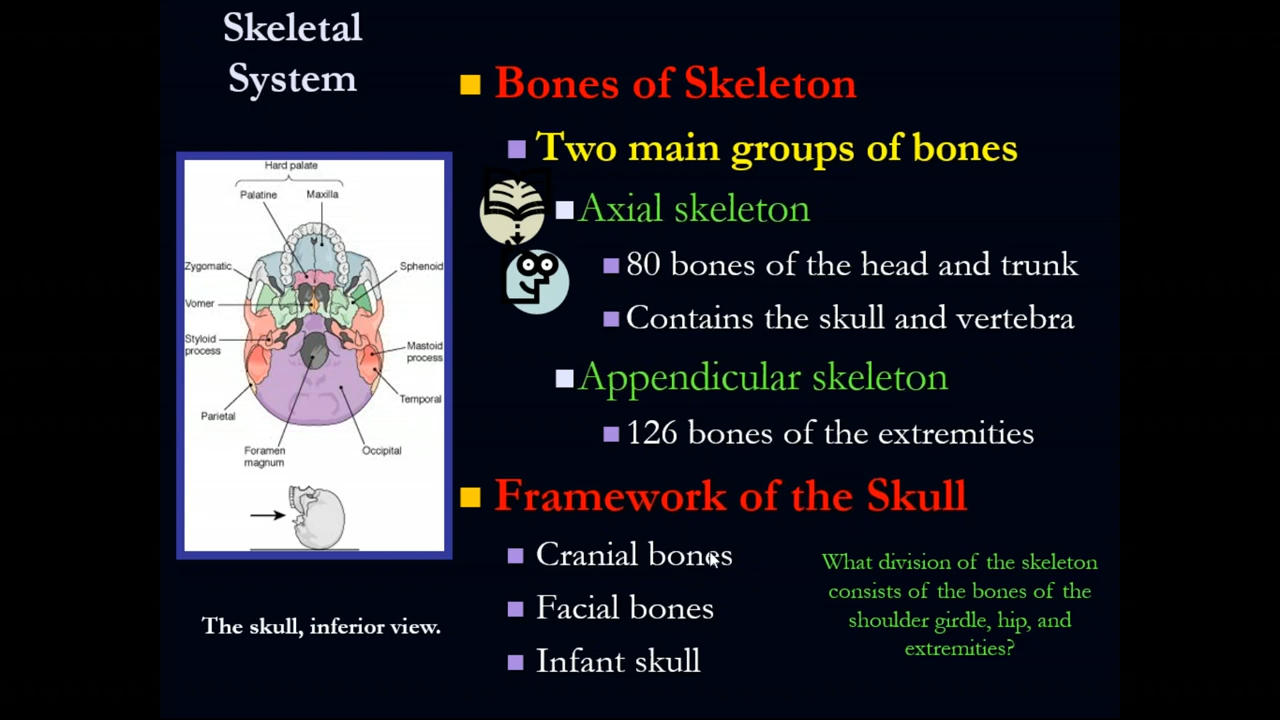 Skeletal
System
Bones of Skeleton
Two main groups of bones
Axial skeleton
80 bones of the head and trunk
Contains the skull and vertebra
Appendicular skeleton
126 bones of the extremities
Framework of the Skull
Cranial bones
Facial bones
Infant skull
Hard palate
Palatine
Maxilla
Zygomatic
Sphenoid
Vomer
Styloid
process
Mastoid
process
Temporal
Parietal
Foramen
magnum
Occipital
The skull, inferior view.
What division of the skeleton
consists of the bones of the
shoulder girdle, hip, and
extremities?